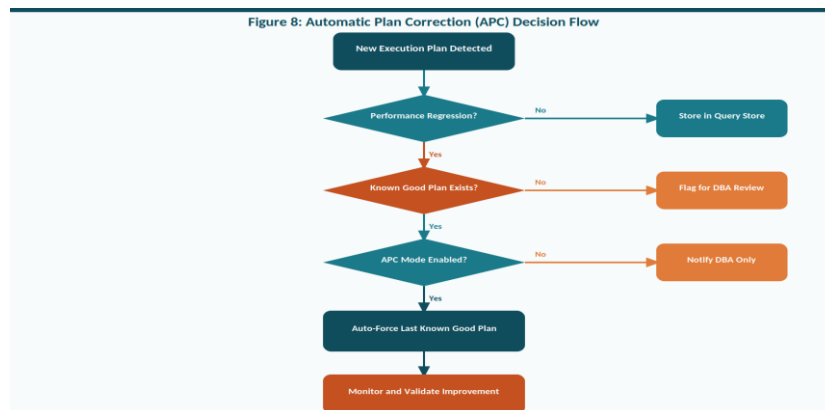 Figure 8: Automatic Plan Correction (APC) Decision Flow
New Execution Plan Detected
Performance Regression?
No
Store in Query Store
Yes
Known Good Plan Exists?
No
Flag for DBA Review
Yes
APC Mode Enabled?
No
Notify DBA Only
Yes
Auto-Force Last Known Good Plan
Monitor and Validate Improvement